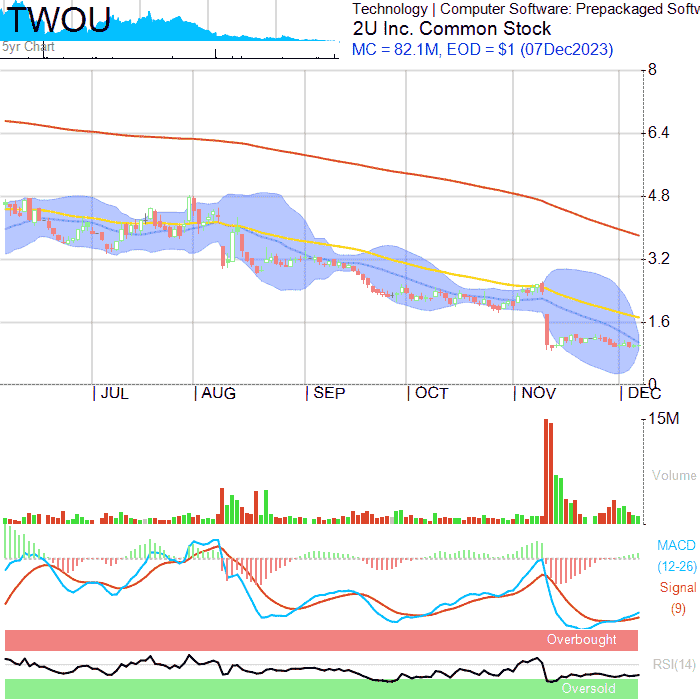 TWOU
5yr Chart
Technology | Computer Software: Prepackaged Softw
2U Inc. Common Stock
MC = 82.1M, EOD = $1 (07Dec2023)
8
6.4
4.8
3.2
1.6
0
JUL
AUG
SEP
OCT
NOV
DEC
15M
Volume
MACD
(12-26)
Signal
(9)
Overbought
RSI(14)
Oversold